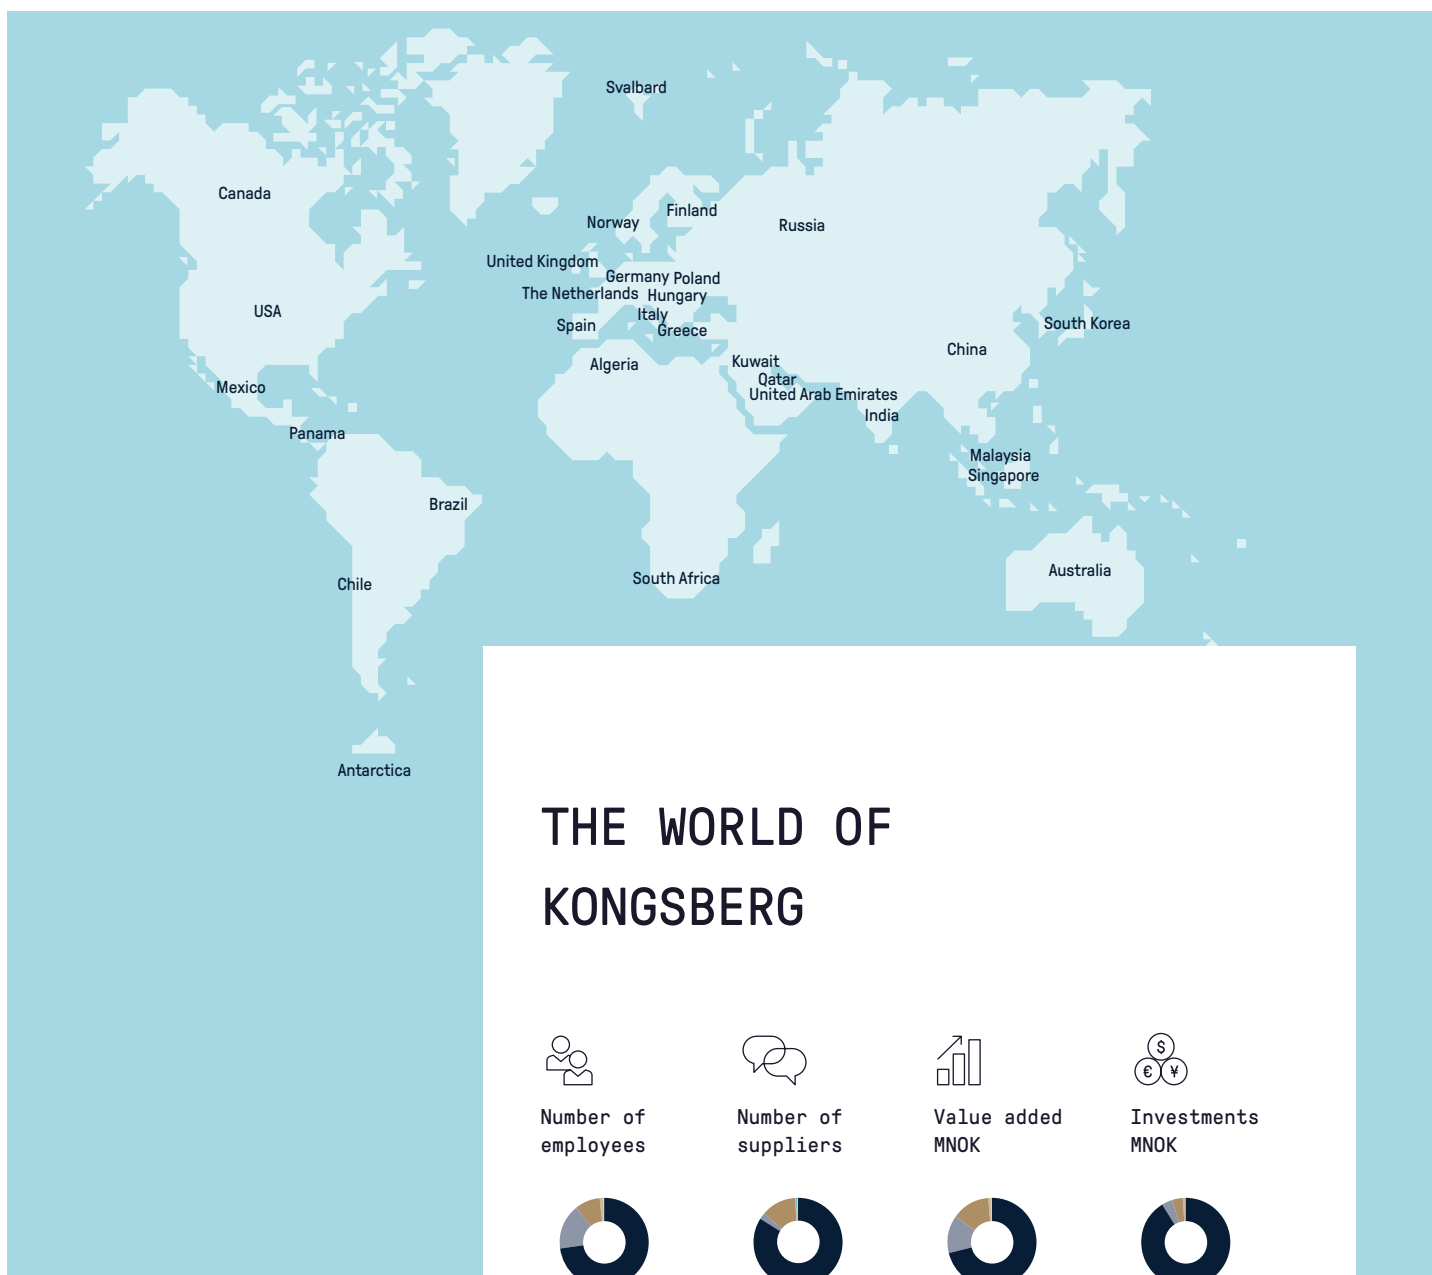 Svalbard
Canada
Finland
Norway
Russia
United Kingdom
Germany
Poland
The Netherlands
Hungary
USA
Italy
South Korea
Spain
Greece
China
Kuwait
Algeria
Qatar
Mexico
United Arab Emirates
India
Panama
Malaysia
Singapore
Brazil
Australia
South Africa
Chile
Antarctica
THE WORLD OF
KONGSBERG
$
€ ¥
Number of
employees
Number of
suppliers
Value added
MNOK
Investments
MNOK